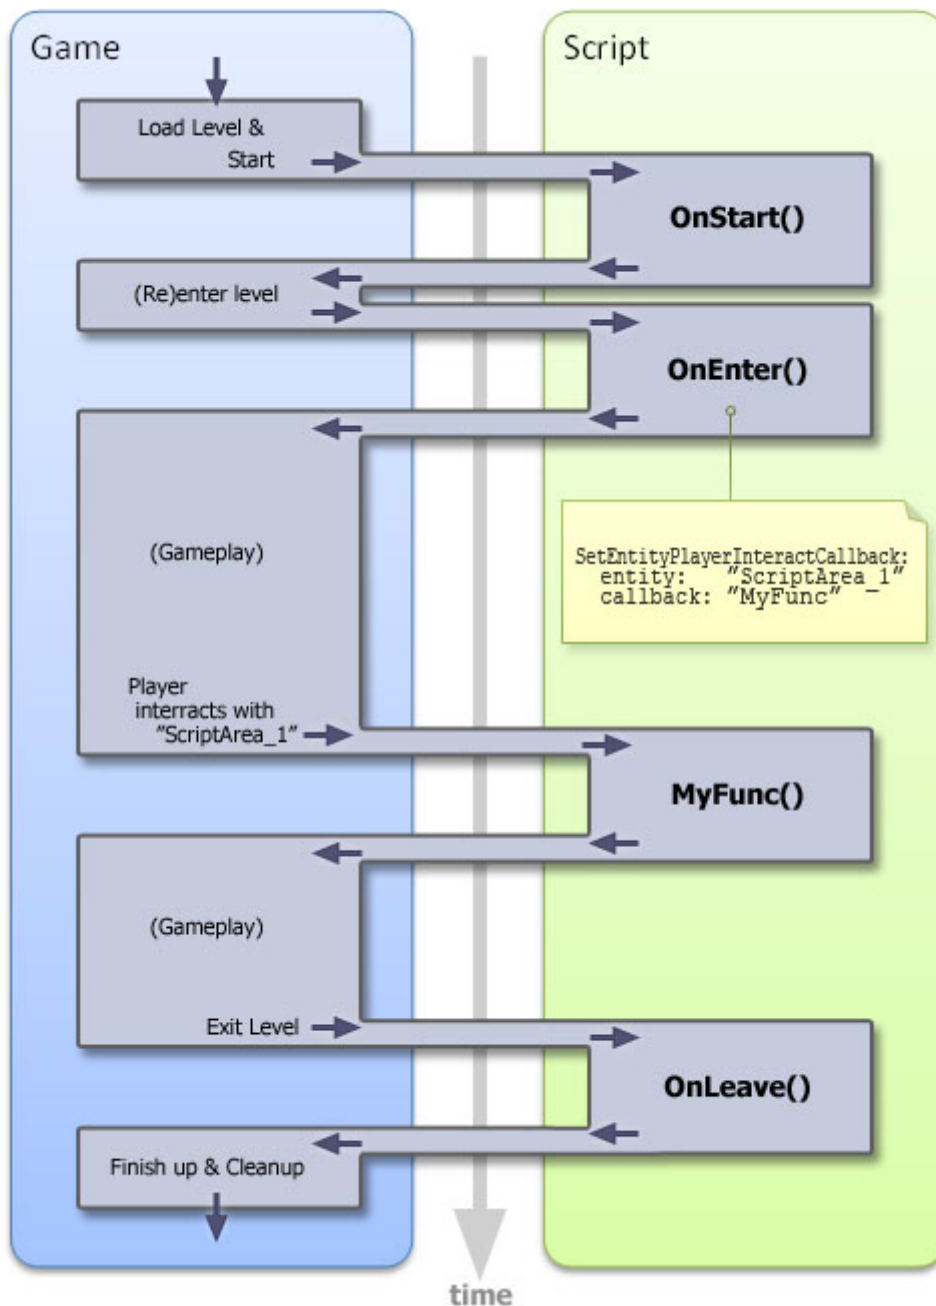 Game
Script
Load Level &
Start
OnStart()
(Re)enter level
OnEnter()
(Gameplay)
SetEntityPlayerInteractCallback:
entity: "ScriptArea_1"
callback: "MyFunc"
Player
interracts with
"ScriptArea_1"
MyFunc()
(Gameplay)
Exit Level
OnLeave()
Finish up & Cleanup
time